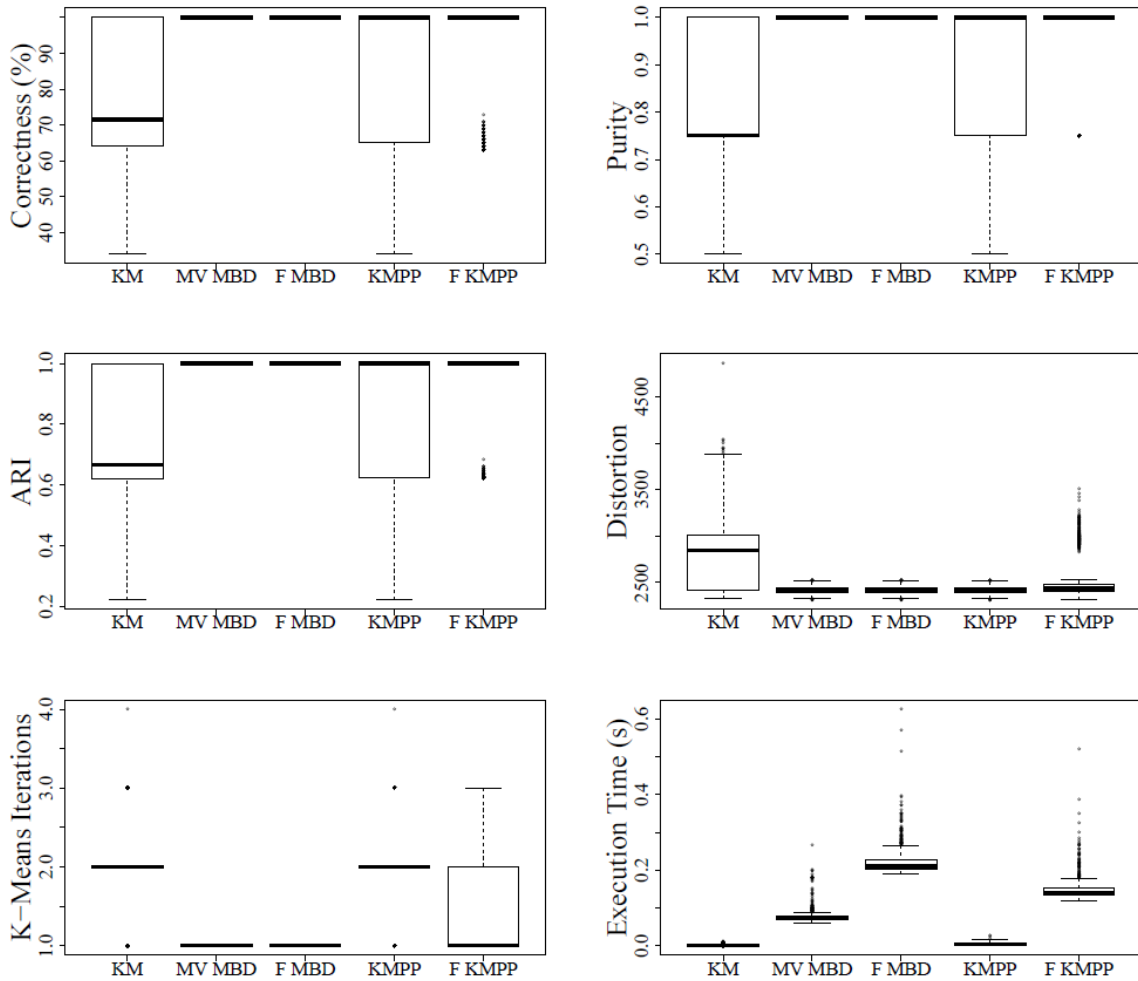 Correctness (%)
40 50 60 70 80 90
KM MV MBD F MBD KMPP F KMPP
Purity
0.5 0.6 0.7 0.8 0.9 1.0
KM MV MBD F MBD KMPP F KMPP
ARI
0.2 0.4 0.6 0.8 1.0
KM MV MBD F MBD KMPP F KMPP
Distortion
2500 3500 4500
KM MV MBD F MBD KMPP F KMPP
K−Means Iterations
1.0 2.0 3.0 4.0
KM MV MBD F MBD KMPP F KMPP
Execution Time (s)
0.0 0.2 0.4 0.6
KM MV MBD F MBD KMPP F KMPP